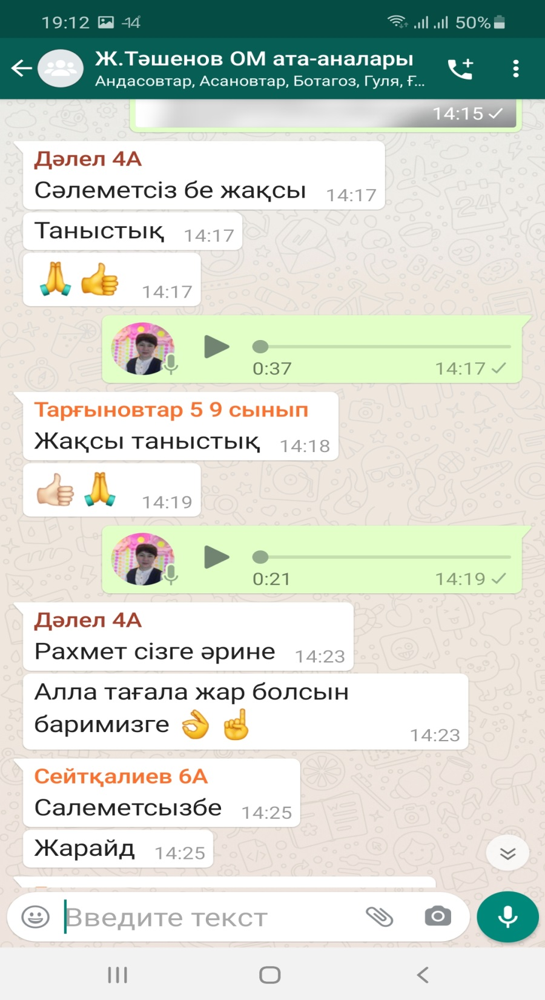 19:12 -14° 50%
Ж.Тәшенов ОМ ата-аналары
Андасовтар, Асановтар, Ботагоз, Гуля, Ғ...
14:15
Дәлел 4А
Сәлеметсіз бе жақсы 14:17
Таныстық 14:17
14:17
0:37 14:17
Тарғыновтар 5 9 сынып
Жақсы таныстық 14:18
14:19
0:21 14:19
Дәлел 4А
Рахмет сізге әрине 14:23
Алла тағала жар болсын
баримизге 14:23
Сейтқалиев 6А
Салеметсызбе 14:25
Жарайд 14:25
Введите текст